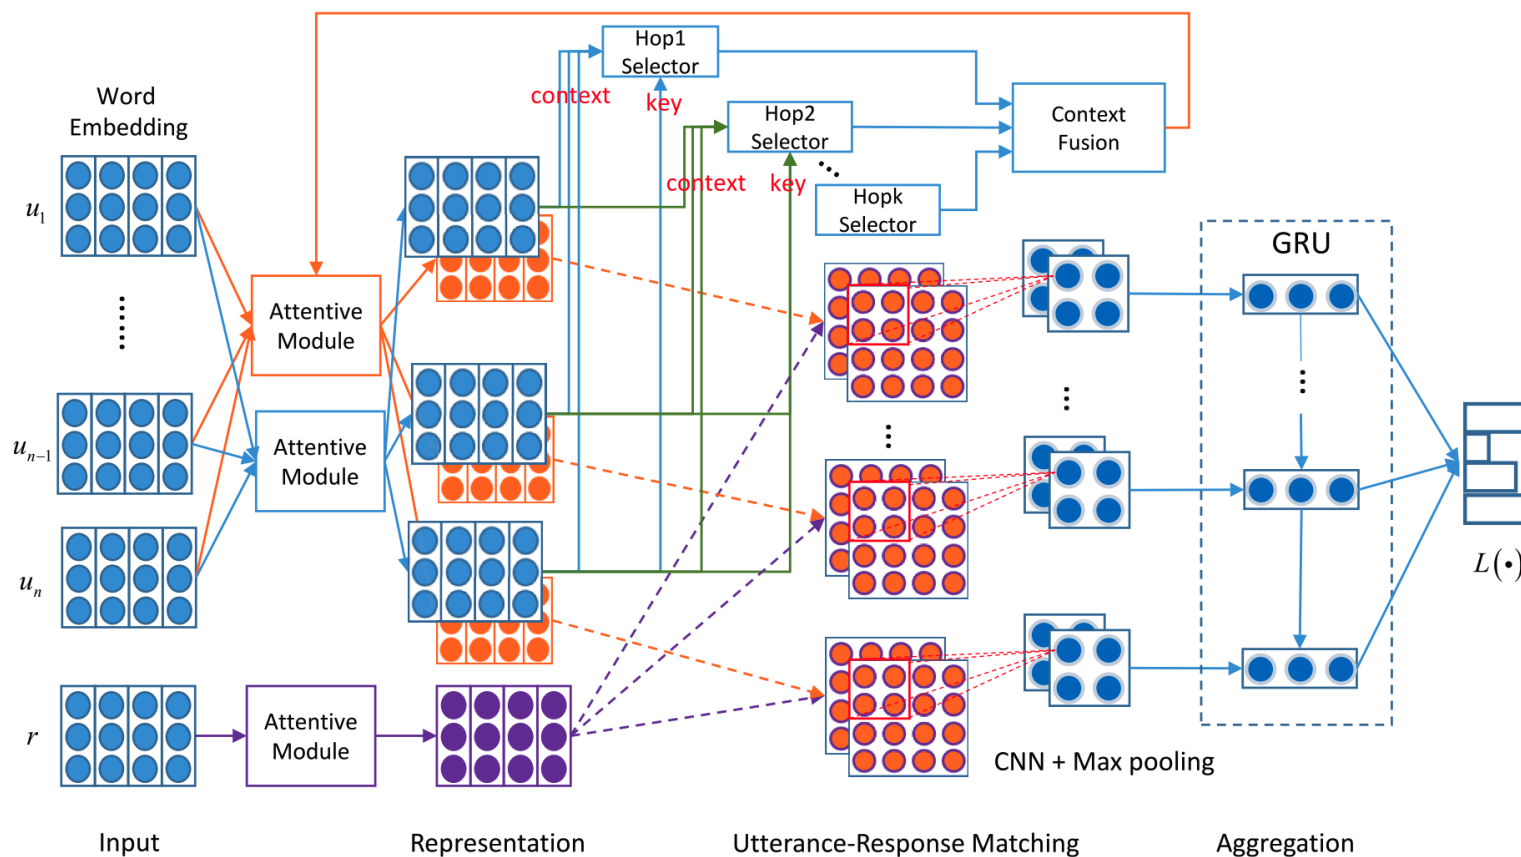 Word
Embedding
u1
un−1
un
r
Attentive
Module
Attentive
Module
Attentive
Module
Hop1
Selector
context
key
Hop2
Selector
context
key
Hopk
Selector
Context
Fusion
GRU
L(•)
CNN + Max pooling
Input
Representation
Utterance-Response Matching
Aggregation